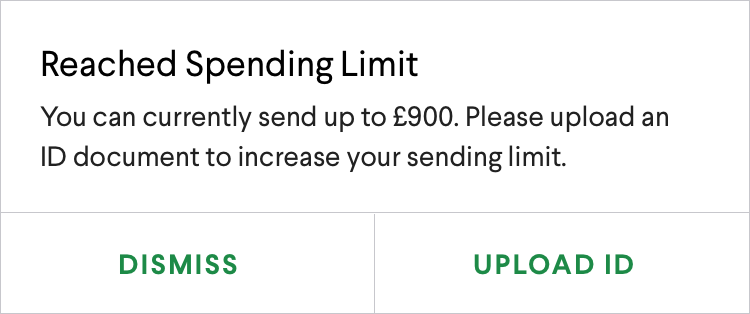 Reached Spending Limit
You can currently send up to £900. Please upload an
ID document to increase your sending limit.
DISMISS
UPLOAD ID